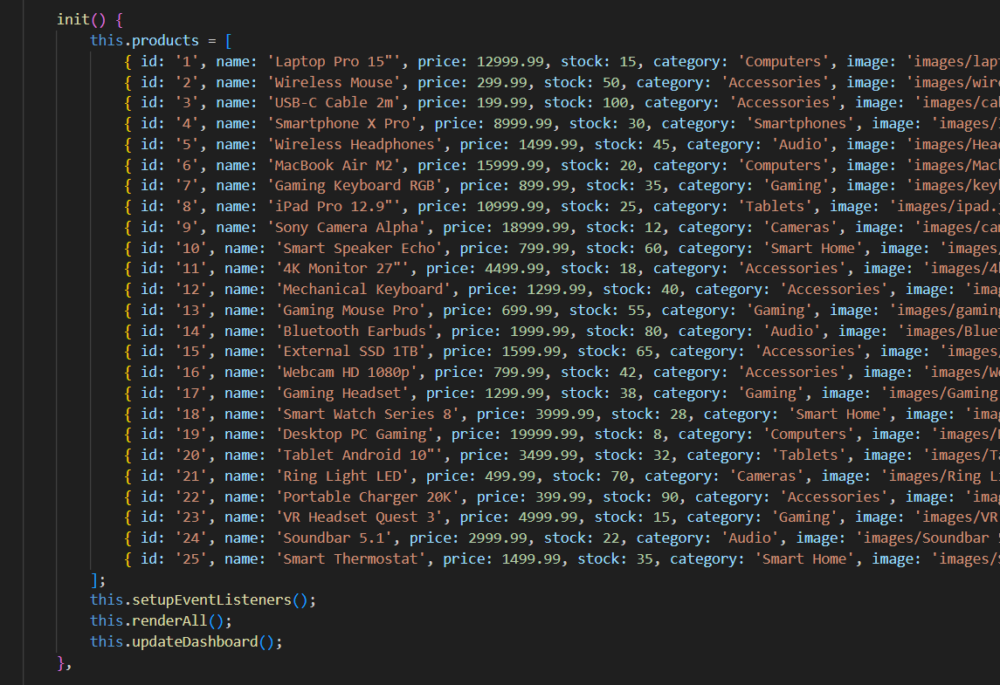 init() {
this.products = [
{ id: '1', name: 'Laptop Pro 15"', price: 12999.99, stock: 15, category: 'Computers', image: 'images/lap
{ id: '2', name: 'Wireless Mouse', price: 299.99, stock: 50, category: 'Accessories', image: 'images/wir
{ id: '3', name: 'USB-C Cable 2m', price: 199.99, stock: 100, category: 'Accessories', image: 'images/ca
{ id: '4', name: 'Smartphone X Pro', price: 8999.99, stock: 30, category: 'Smartphones', image: 'images/
{ id: '5', name: 'Wireless Headphones', price: 1499.99, stock: 45, category: 'Audio', image: 'images/Hea
{ id: '6', name: 'MacBook Air M2', price: 15999.99, stock: 20, category: 'Computers', image: 'images/Mac
{ id: '7', name: 'Gaming Keyboard RGB', price: 899.99, stock: 35, category: 'Gaming', image: 'images/key
{ id: '8', name: 'iPad Pro 12.9"', price: 10999.99, stock: 25, category: 'Tablets', image: 'images/ipad.
{ id: '9', name: 'Sony Camera Alpha', price: 18999.99, stock: 12, category: 'Cameras', image: 'images/ca
{ id: '10', name: 'Smart Speaker Echo', price: 799.99, stock: 60, category: 'Smart Home', image: 'images
{ id: '11', name: '4K Monitor 27"', price: 4499.99, stock: 18, category: 'Accessories', image: 'images/4
{ id: '12', name: 'Mechanical Keyboard', price: 1299.99, stock: 40, category: 'Accessories', image: 'ima
{ id: '13', name: 'Gaming Mouse Pro', price: 699.99, stock: 55, category: 'Gaming', image: 'images/gamin
{ id: '14', name: 'Bluetooth Earbuds', price: 1999.99, stock: 80, category: 'Audio', image: 'images/Blue
{ id: '15', name: 'External SSD 1TB', price: 1599.99, stock: 65, category: 'Accessories', image: 'images
{ id: '16', name: 'Webcam HD 1080p', price: 799.99, stock: 42, category: 'Accessories', image: 'images/W
{ id: '17', name: 'Gaming Headset', price: 1299.99, stock: 38, category: 'Gaming', image: 'images/Gaming
{ id: '18', name: 'Smart Watch Series 8', price: 3999.99, stock: 28, category: 'Smart Home', image: 'ima
{ id: '19', name: 'Desktop PC Gaming', price: 19999.99, stock: 8, category: 'Computers', image: 'images/
{ id: '20', name: 'Tablet Android 10"', price: 3499.99, stock: 32, category: 'Tablets', image: 'images/Ta
{ id: '21', name: 'Ring Light LED', price: 499.99, stock: 70, category: 'Cameras', image: 'images/Ring Li
{ id: '22', name: 'Portable Charger 20K', price: 399.99, stock: 90, category: 'Accessories', image: 'ima
{ id: '23', name: 'VR Headset Quest 3', price: 4999.99, stock: 15, category: 'Gaming', image: 'images/VR
{ id: '24', name: 'Soundbar 5.1', price: 2999.99, stock: 22, category: 'Audio', image: 'images/Soundbar 5
{ id: '25', name: 'Smart Thermostat', price: 1499.99, stock: 35, category: 'Smart Home', image: 'images/
];
this.setupEventListeners();
this.renderAll();
this.updateDashboard();
},